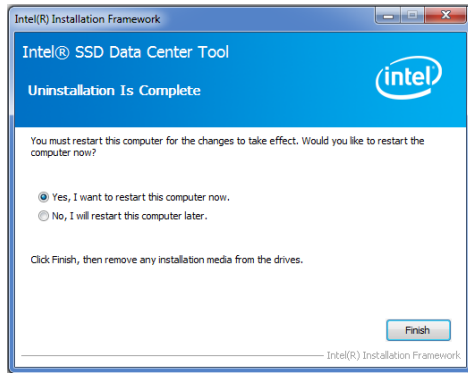 Intel(R) Installation Framework
Intel® SSD Data Center Tool
Uninstallation Is Complete
intel
You must restart this computer for the changes to take effect. Would you like to restart the
computer now?
Yes, I want to restart this computer now.
No, I will restart this computer later.
Click Finish, then remove any installation media from the drives.
Finish
Intel(R) Installation Framework